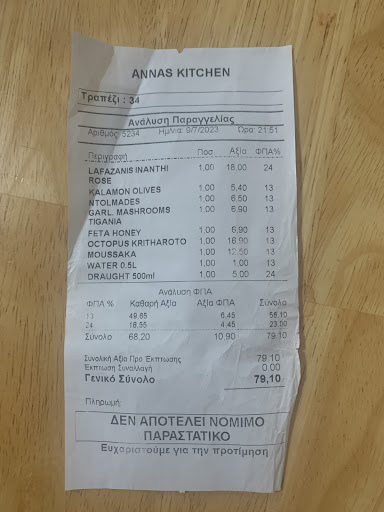 ANNAS KITCHEN
Τραπέζι : 34
Ανάλυση Παραγγελίας
Αριθμός: 5234 Ημ/νια: 9/7/2023 Ώρα: 21:51
Περιγραφή Ποσ. Αξία ΦΠΑ%
LAFAZANIS INANTHI 1,00 18,00 24
ROSE
KALAMON OLIVES 1,00 5,40 13
NTOLMADES 1,00 6,50 13
GARL. MASHROOMS 1,00 6,90 13
TIGANIA
FETA HONEY 1,00 6,90 13
OCTOPUS KRITHAROTO 1,00 16,90 13
MOUSSAKA 1,00 12,50 13
WATER 0.5L 1,00 1,00 13
DRAUGHT 500ml 1,00 5,00 24
Ανάλυση ΦΠΑ
ΦΠΑ % Καθαρή Αξία Αξία ΦΠΑ Σύνολο
13 49,65 6,45 56,10
24 18,55 4,45 23,00
Σύνολο 68,20 10,90 79,10
Συνολική Αξία Προ Έκπτωσης 79,10
Έκπτωση Συναλλαγή 0,00
Γενικό Σύνολο 79,10
Πληρωμή:
ΔΕΝ ΑΠΟΤΕΛΕΙ ΝΟΜΙΜΟ
ΠΑΡΑΣΤΑΤΙΚΟ
Ευχαριστούμε για την προτίμηση